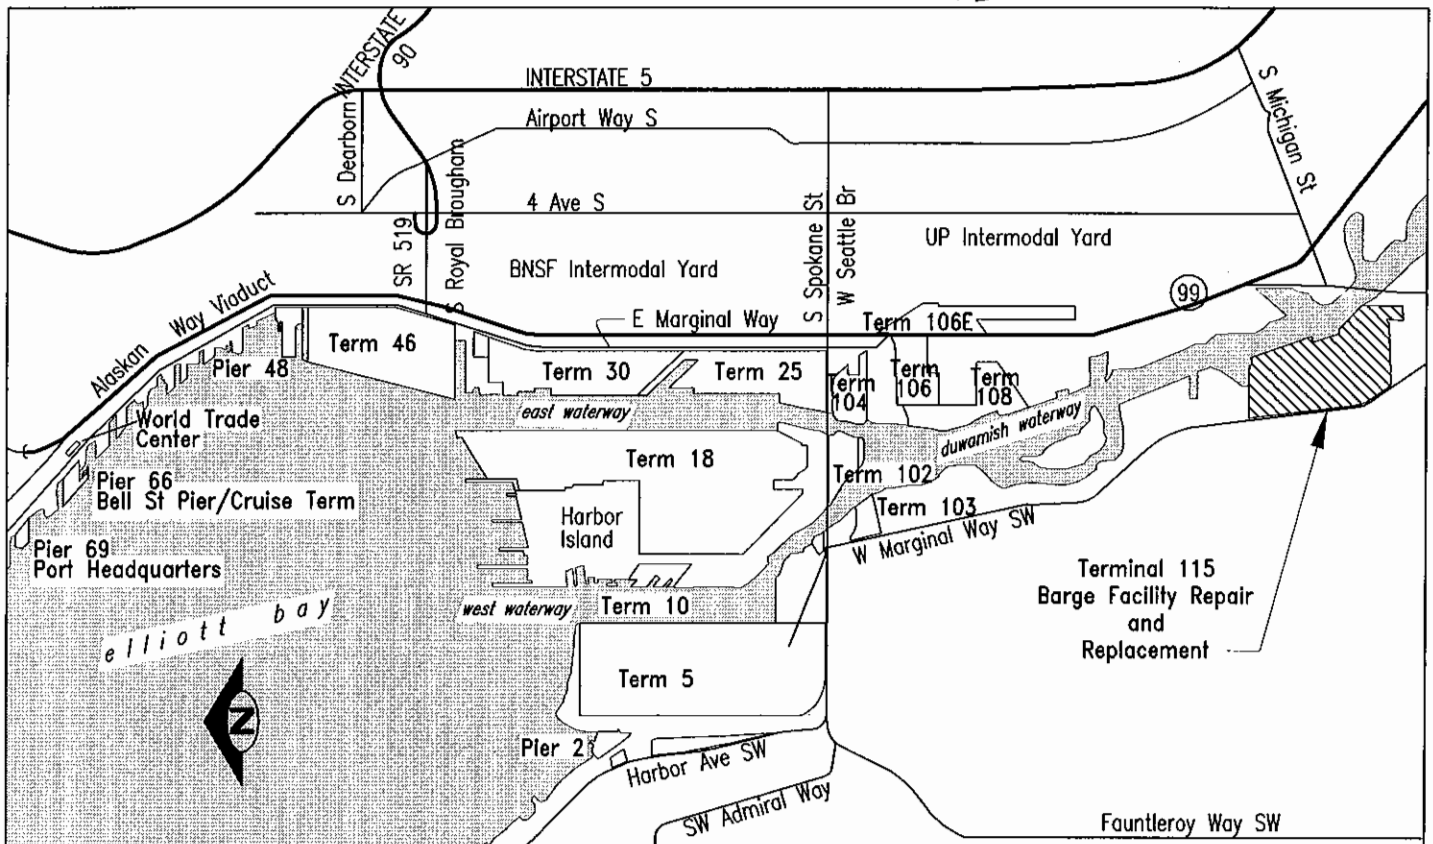 INTERSTATE
90
INTERSTATE 5
S Dearborn
Airport Way S
S Michigan St
4 Ave S
SR 519
S Royal Brougham
BNSF Intermodal Yard
S Spokane St
W Seattle Br
UP Intermodal Yard
99
Alaskan Way Viaduct
E Marginal Way
Term 106E
Pier 48
Term 46
Term 30
Term 25
Term
104
Term
106
Term
108
east waterway
duwamish waterway
World Trade
Center
Term 18
Term 102
Pier 66
Bell St Pier/Cruise Term
Harbor
Island
Term 103
W Marginal Way SW
Pier 69
Port Headquarters
Terminal 115
Barge Facility Repair
and
Replacement
elliott bay
west waterway
Term 10
Term 5
N
Pier 2
Harbor Ave SW
SW Admiral Way
Fauntleroy Way SW